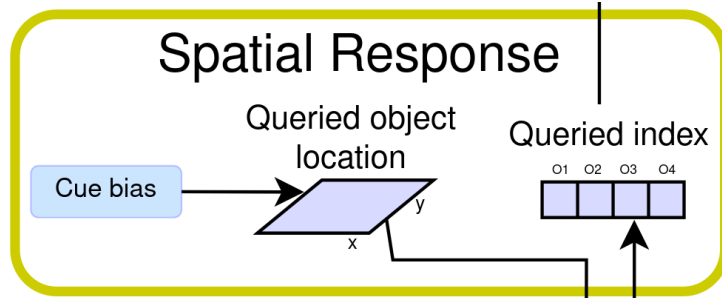 Spatial Response
Queried object
location
Queried index
O1 O2 O3 O4
Cue bias
y
x